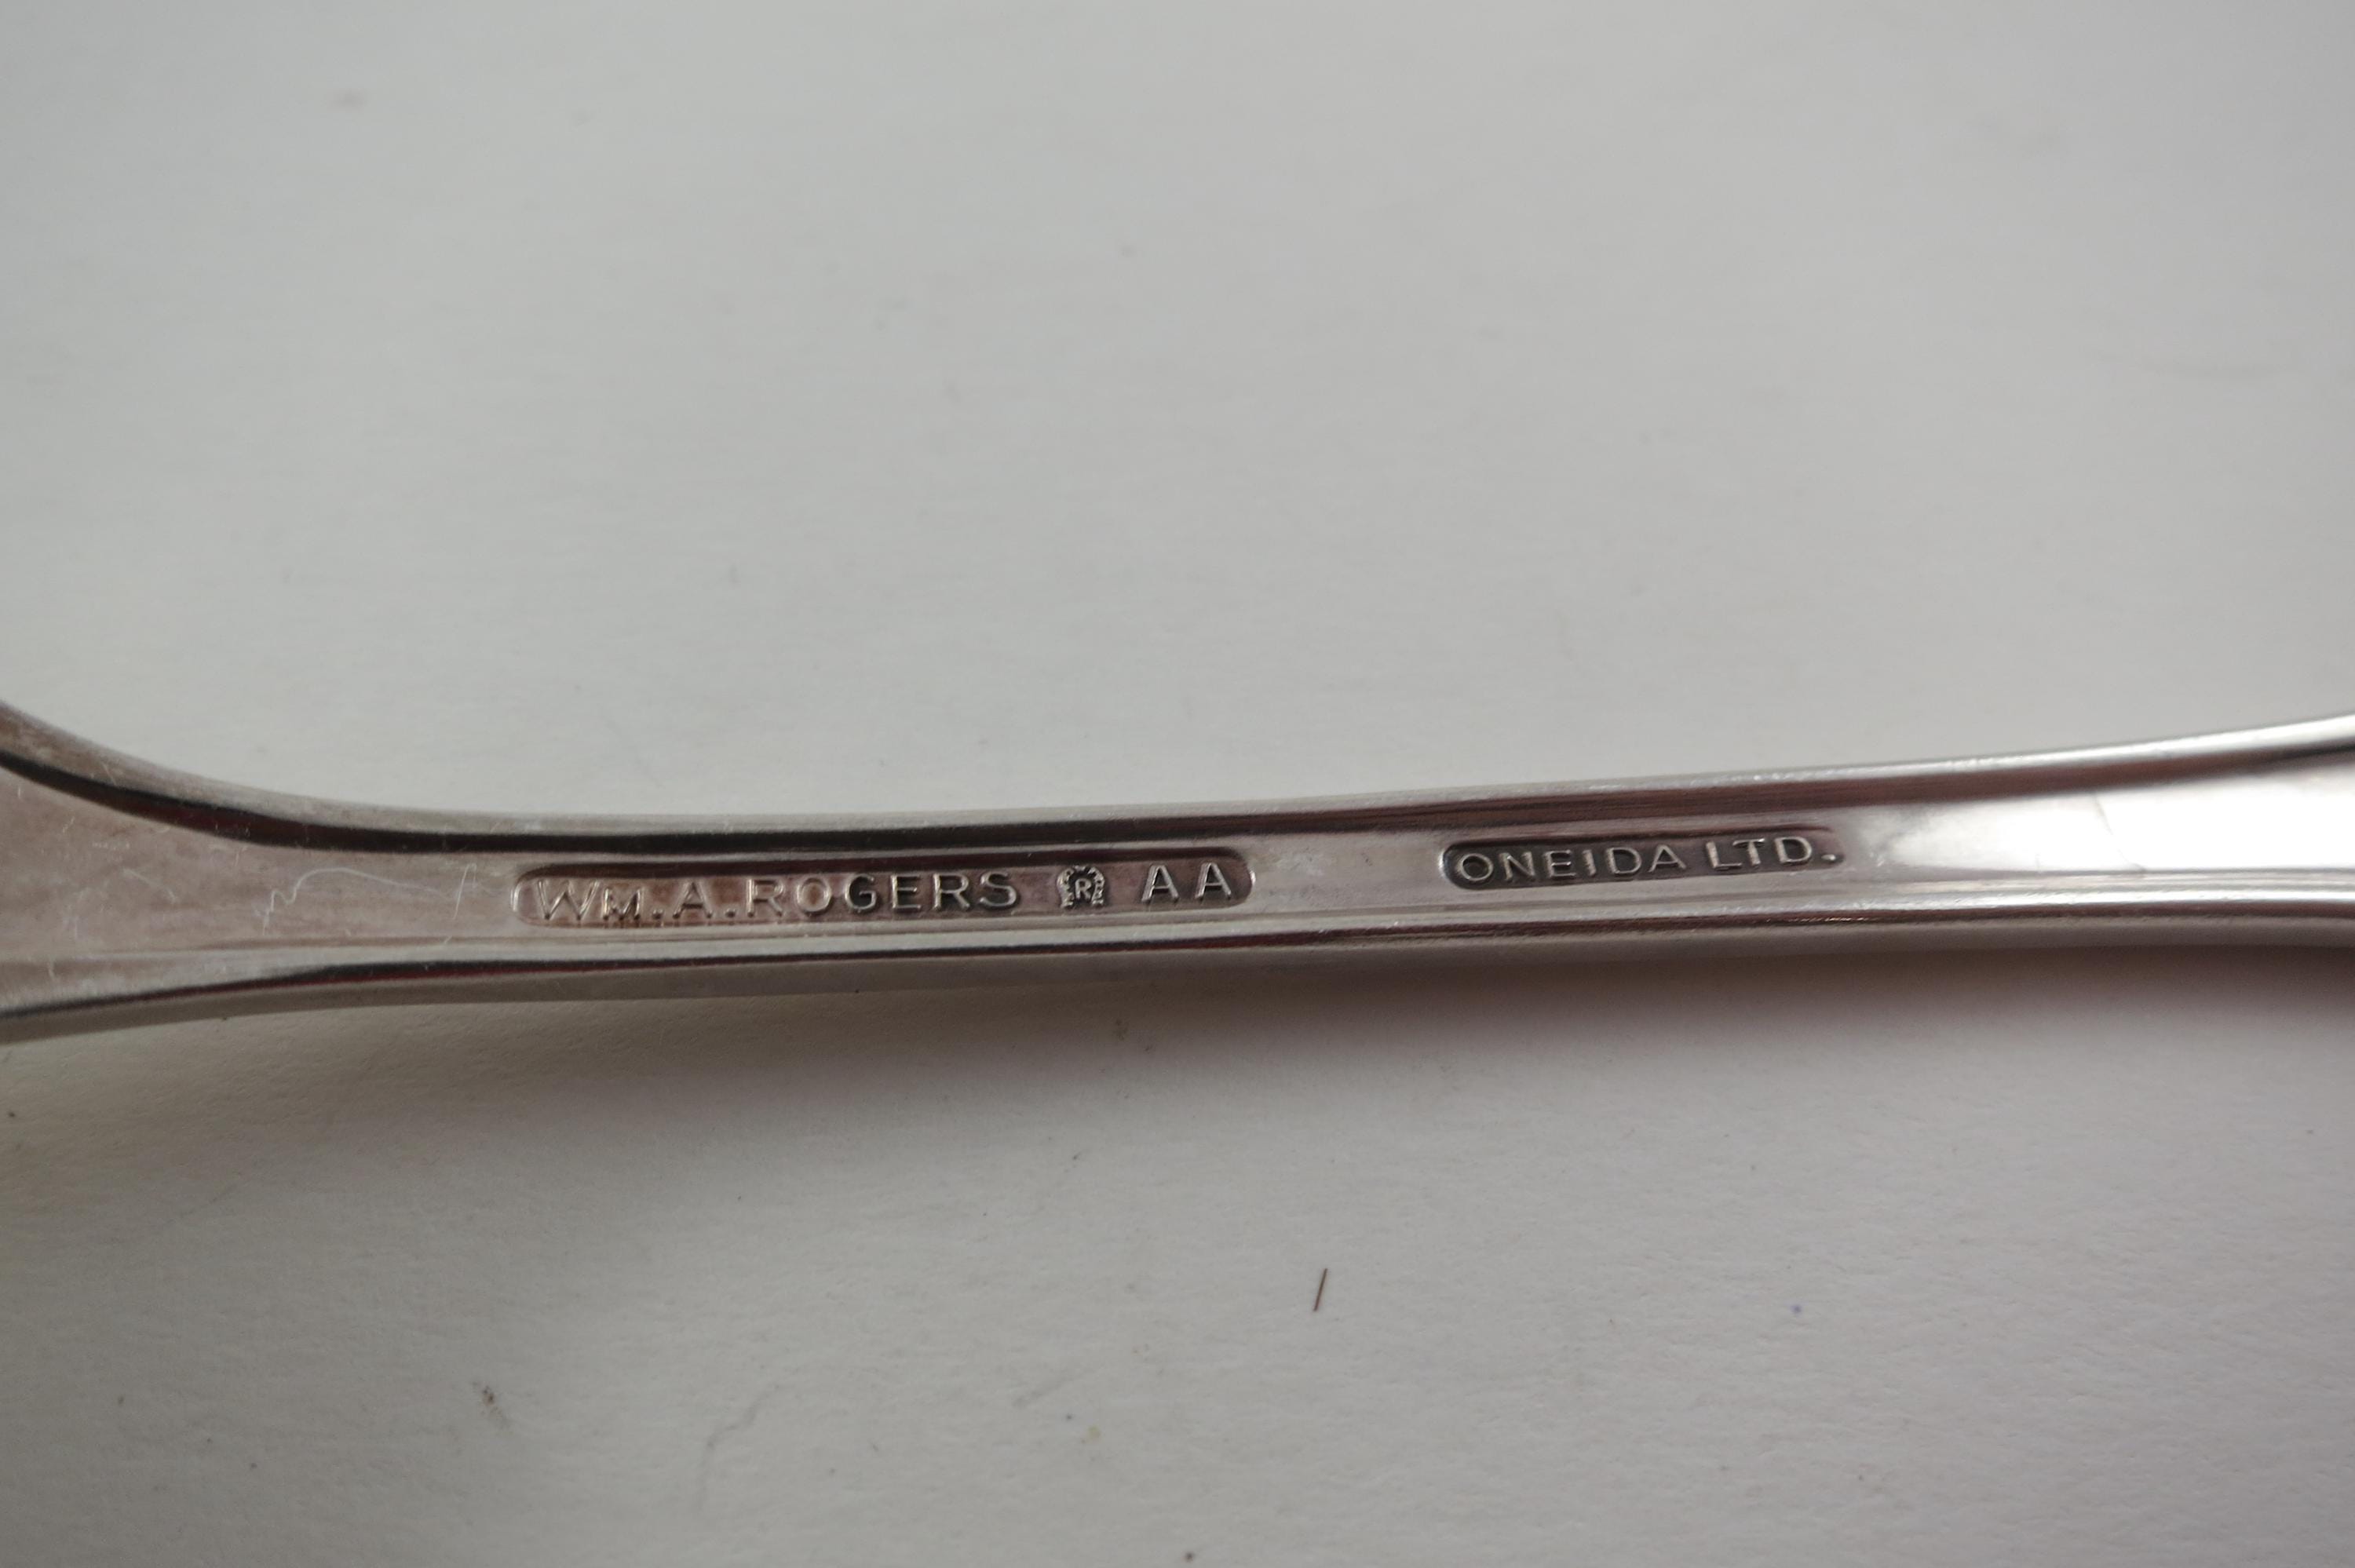 WM.A.ROGERS R AA ONEIDA LTD.